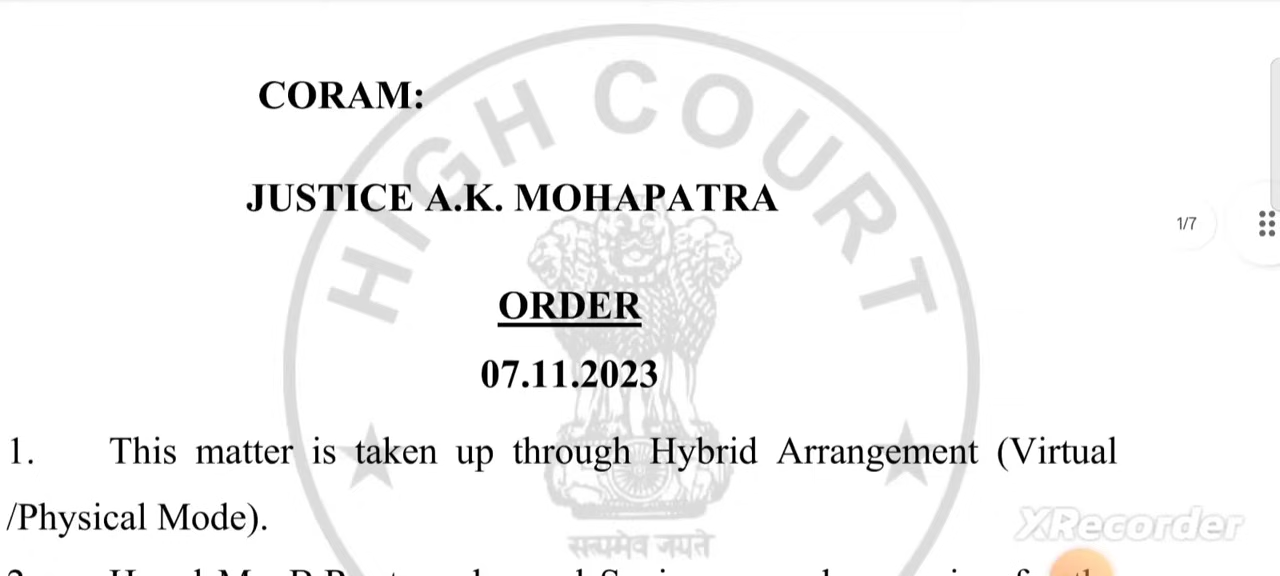 HIGH COURT
CORAM:
JUSTICE A.K. MOHAPATRA
1/7
ORDER
07.11.2023
1. This matter is taken up through Hybrid Arrangement (Virtual
/Physical Mode).
सत्यमेव जयते
XRecorder